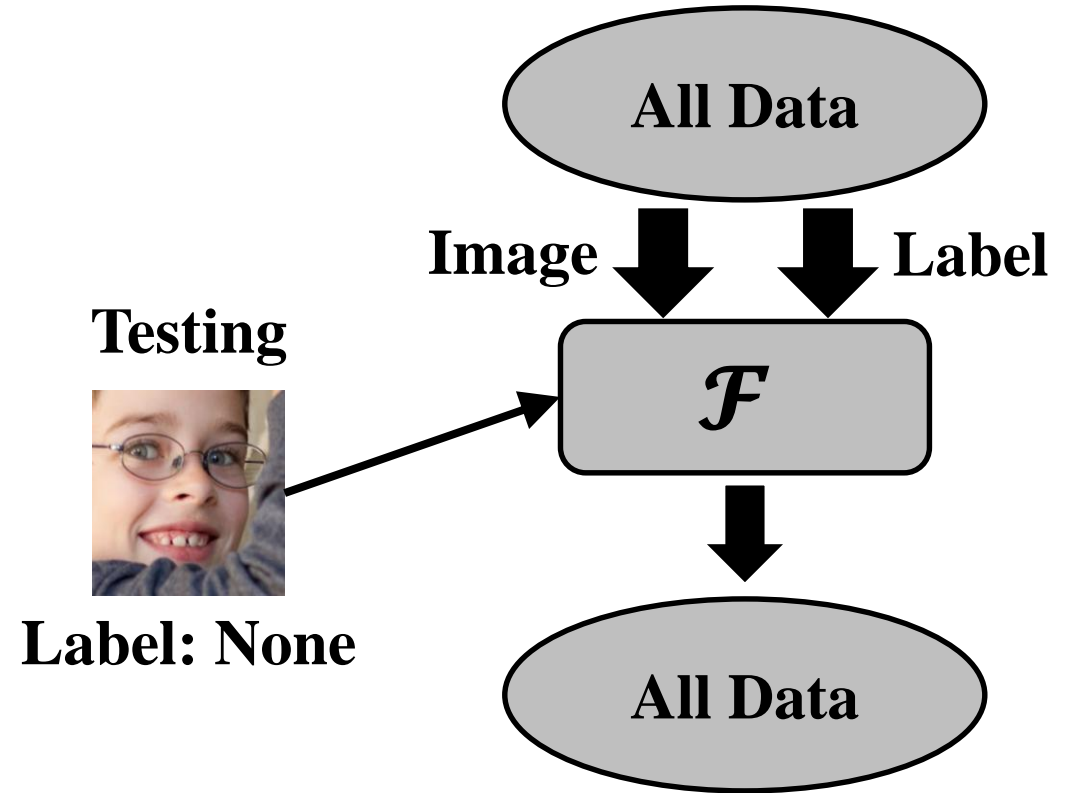 All Data
Image
Label
Testing
ℱ
Label: None
All Data